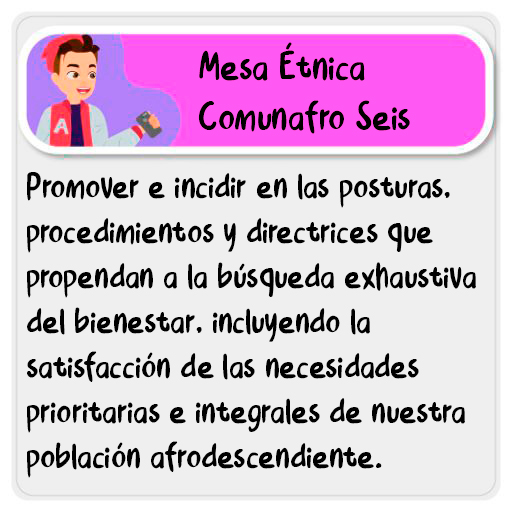 Mesa Étnica
Comunafro Seis
A
Promover e incidir en las posturas.
procedimientos y directrices que
propendan a la búsqueda exhaustiva
del bienestar. incluyendo la
satisfacción de las necesidades
prioritarias e integrales de nuestra
población afrodescendiente.